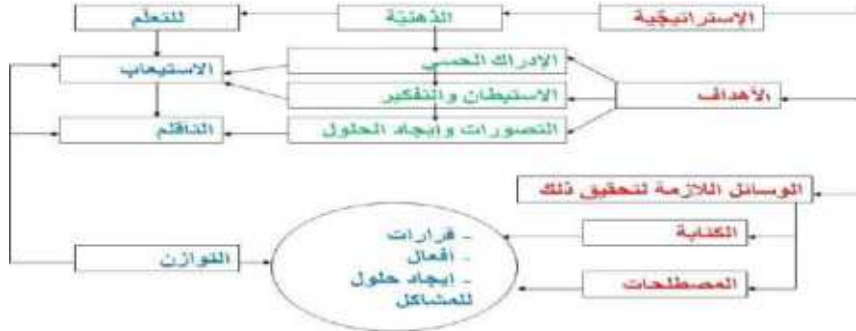 الإستراتيجية
الذهنية
للتعلم
الإدراك الحسي
الاستيعاب
الأهداف
الاستبطان والتفكير
التصورات وإيجاد الحلول
التأقلم
الوسائل اللازمة لتحقيق ذلك
الكتابة
المصطلحات
- قرارات
- أفعال
- إيجاد حلول
للمشاكل
التوازن